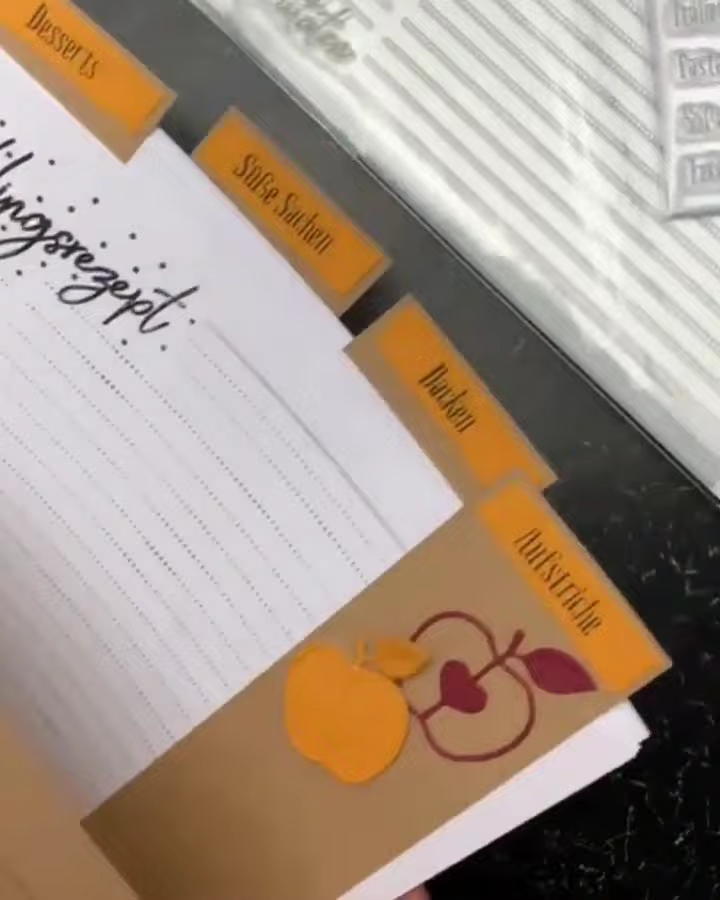 Desserts
Süße Sachen
lingsrezept
Backen
Aufstriche